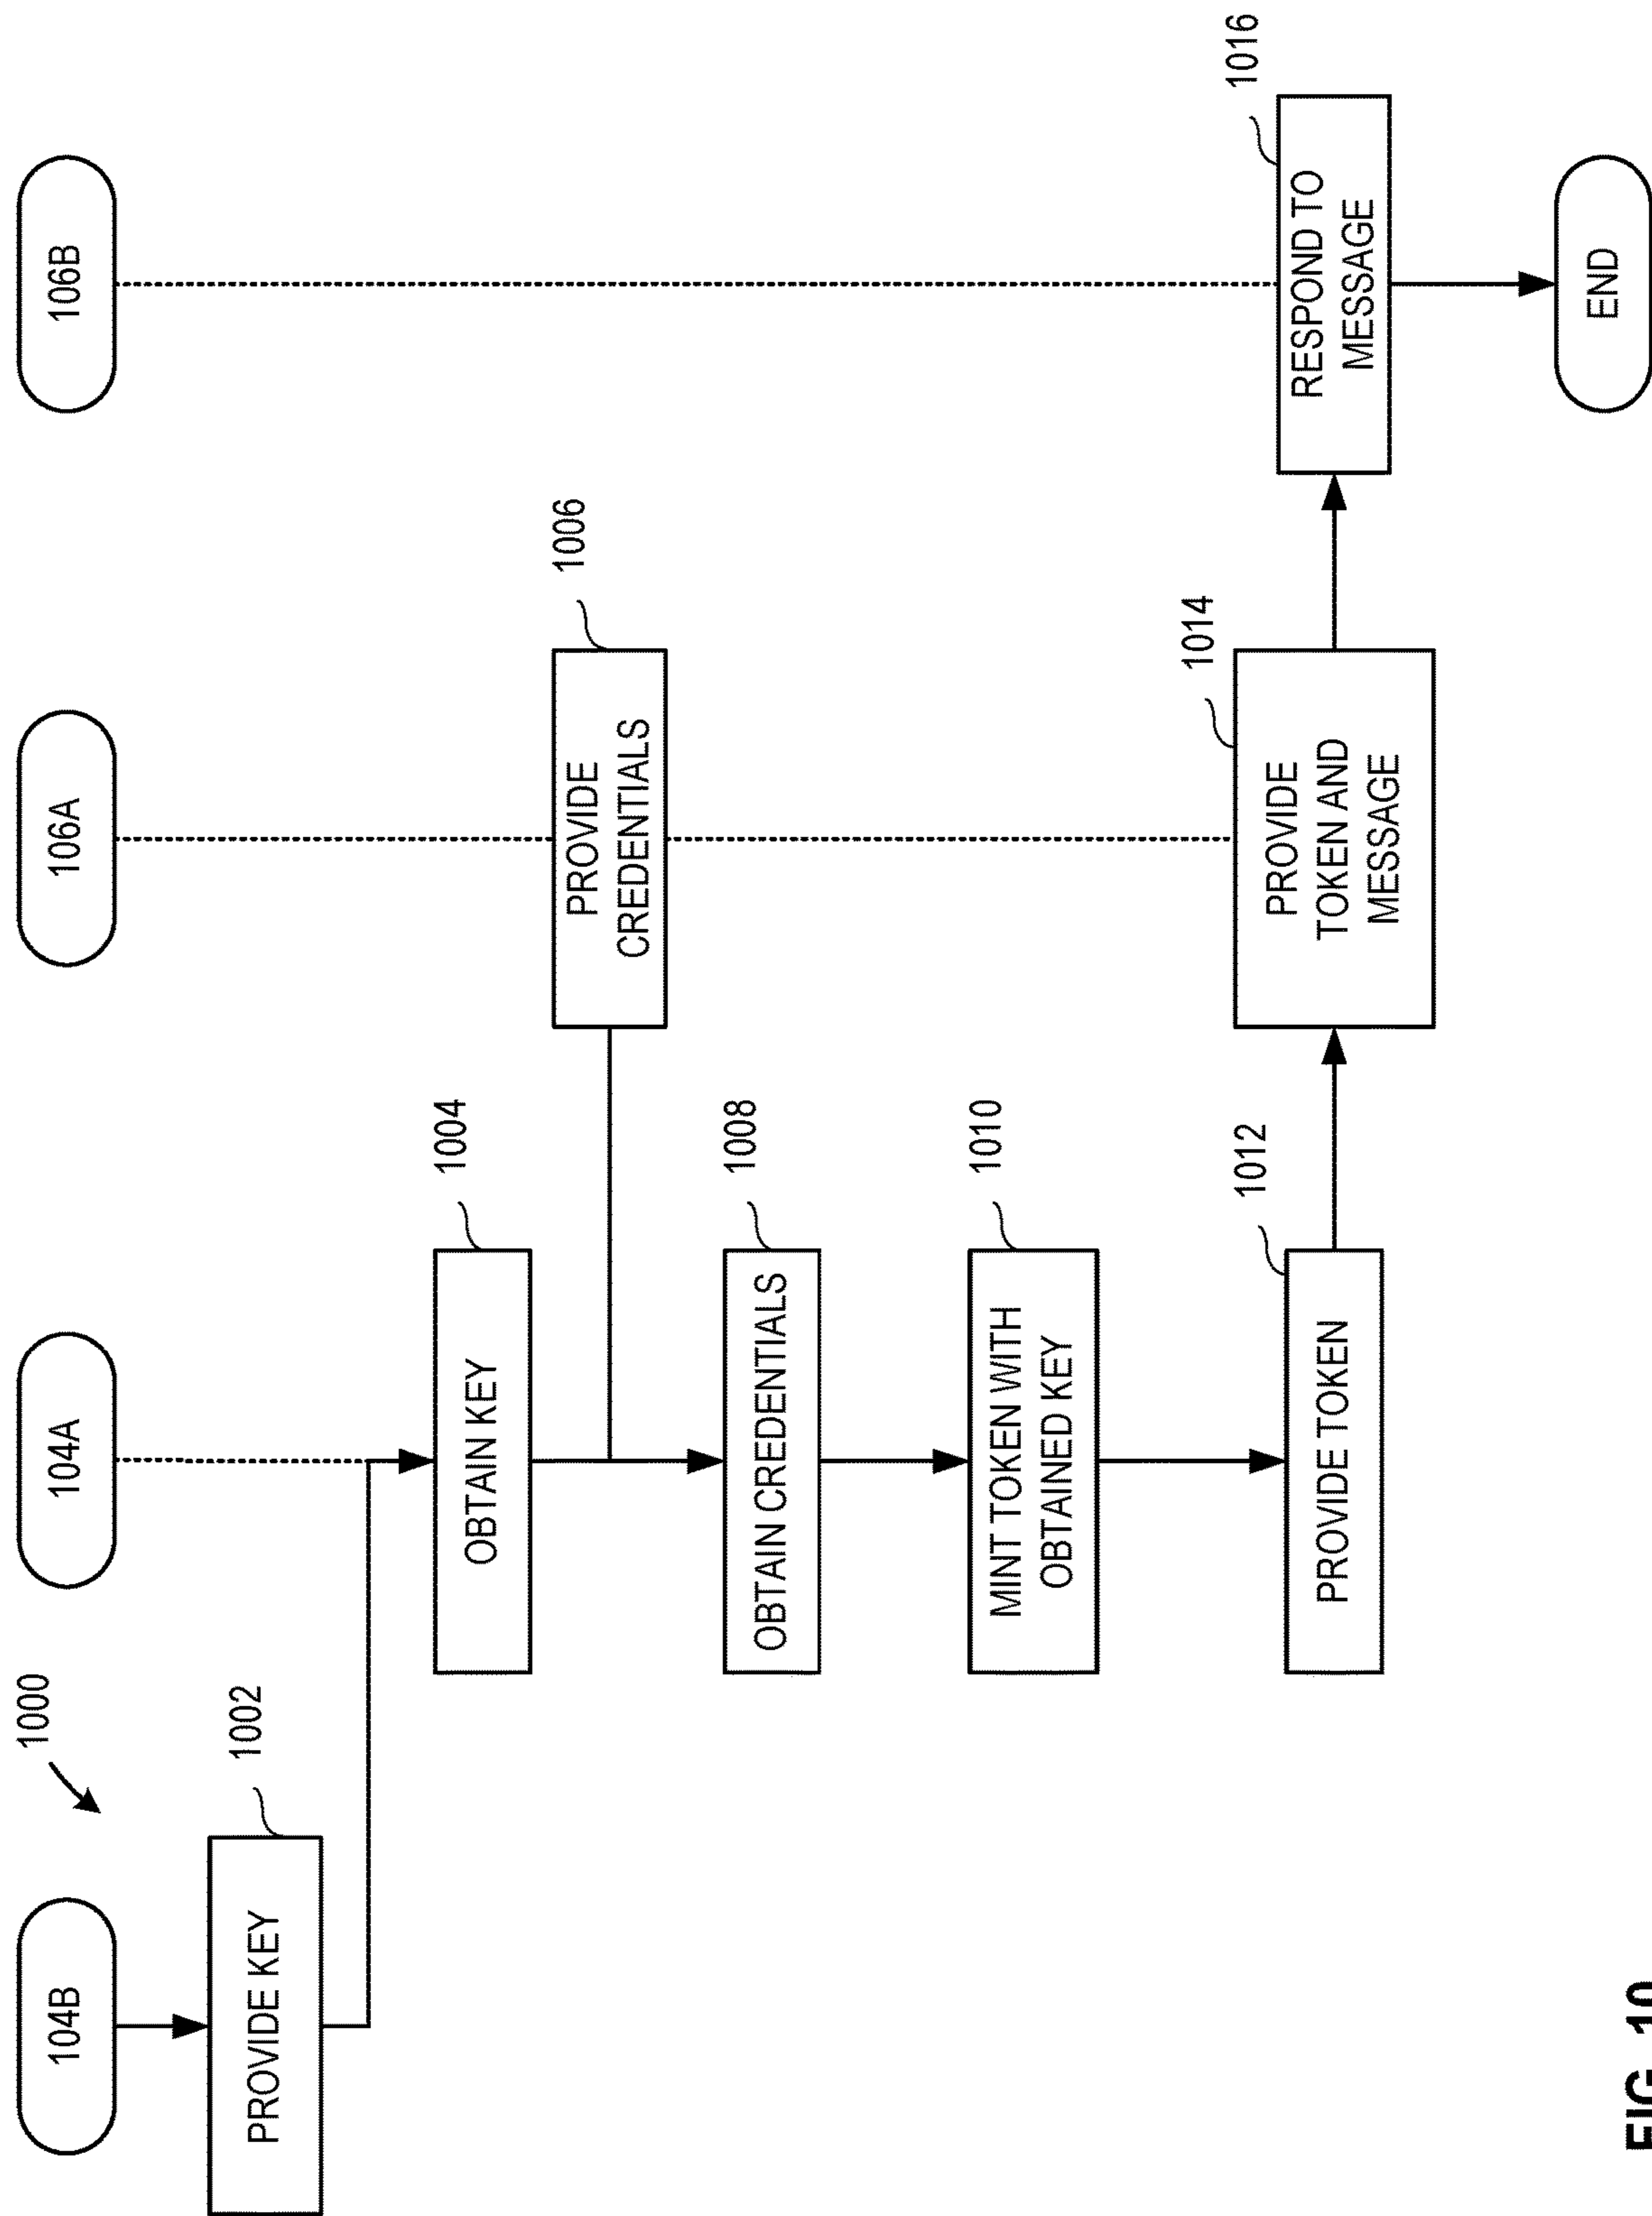 1000
104B
104A
106A
106B
PROVIDE KEY
1002
OBTAIN KEY
1004
PROVIDE
CREDENTIALS
1006
OBTAIN CREDENTIALS
1008
MINT TOKEN WITH
OBTAINED KEY
1010
PROVIDE TOKEN
1012
PROVIDE
TOKEN AND
MESSAGE
1014
RESPOND TO
MESSAGE
1016
END
FIG. 10